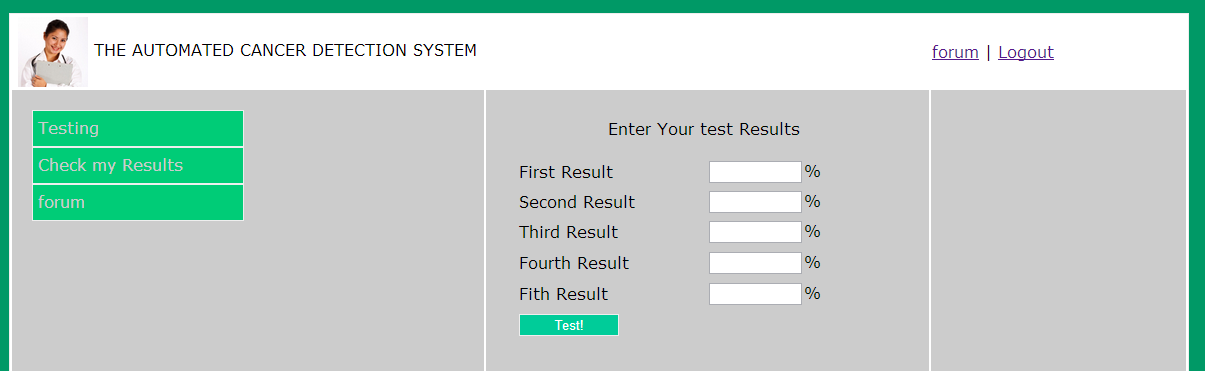 THE AUTOMATED CANCER DETECTION SYSTEM
forum | Logout
Testing
Check my Results
forum
Enter Your test Results
First Result %
Second Result %
Third Result %
Fourth Result %
Fith Result %
Test!